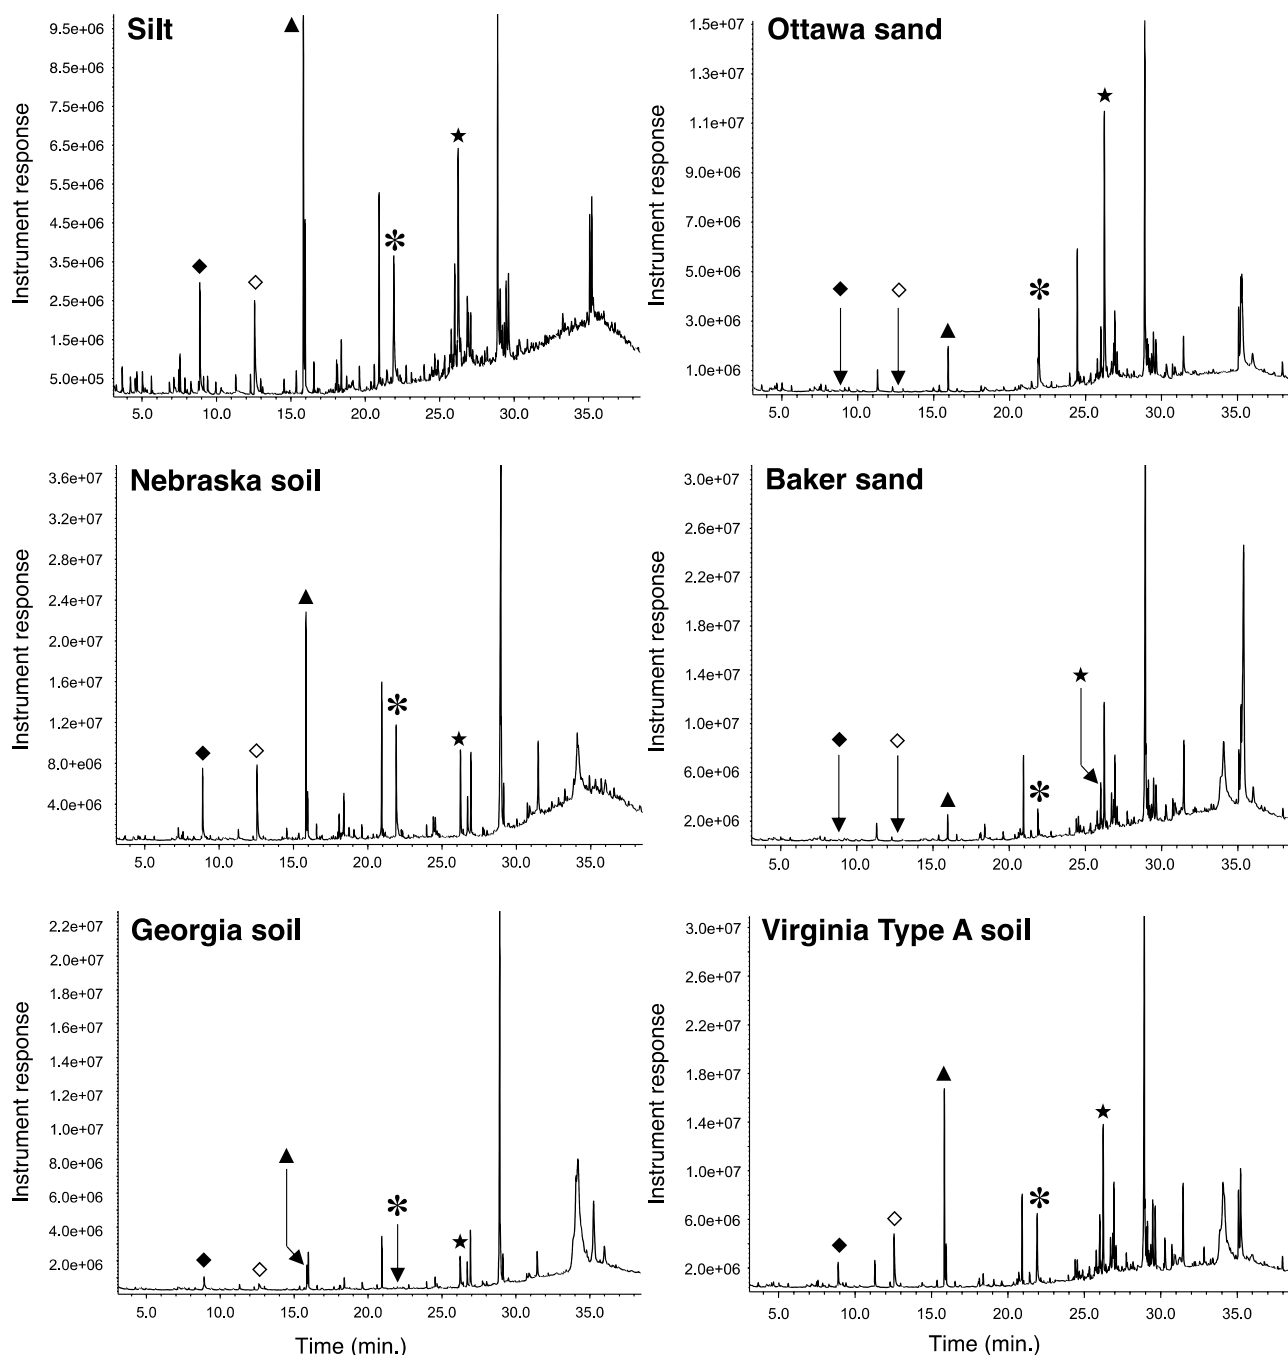 Silt
Instrument response
9.5e+06
8.5e+06
7.5e+06
6.5e+06
5.5e+06
4.5e+06
3.5e+06
2.5e+06
1.5e+06
5.0e+05
5.0 10.0 15.0 20.0 25.0 30.0 35.0
Ottawa sand
Instrument response
1.5e+07
1.3e+07
1.1e+07
9.0e+06
7.0e+06
5.0e+06
3.0e+06
1.0e+06
5.0 10.0 15.0 20.0 25.0 30.0 35.0
Nebraska soil
Instrument response
3.6e+07
3.2e+07
2.8e+07
2.4e+07
2.0e+07
1.6e+07
1.2e+07
8.0+e06
4.0e+06
5.0 10.0 15.0 20.0 25.0 30.0 35.0
Baker sand
Instrument response
3.0e+07
2.6e+07
2.2e+07
1.8e+07
1.4e+07
1.0e+07
6.0e+06
2.0e+06
5.0 10.0 15.0 20.0 25.0 30.0 35.0
Georgia soil
Instrument response
2.2e+07
2.0e+07
1.8e+07
1.6e+07
1.4e+07
1.2e+07
1.0e+07
8.0e+06
6.0e+06
4.0e+06
2.0e+06
5.0 10.0 15.0 20.0 25.0 30.0 35.0
Time (min.)
Virginia Type A soil
Instrument response
3.0e+07
2.6e+07
2.2e+07
1.8e+07
1.4e+07
1.0e+07
6.0e+06
2.0e+06
5.0 10.0 15.0 20.0 25.0 30.0 35.0
Time (min.)